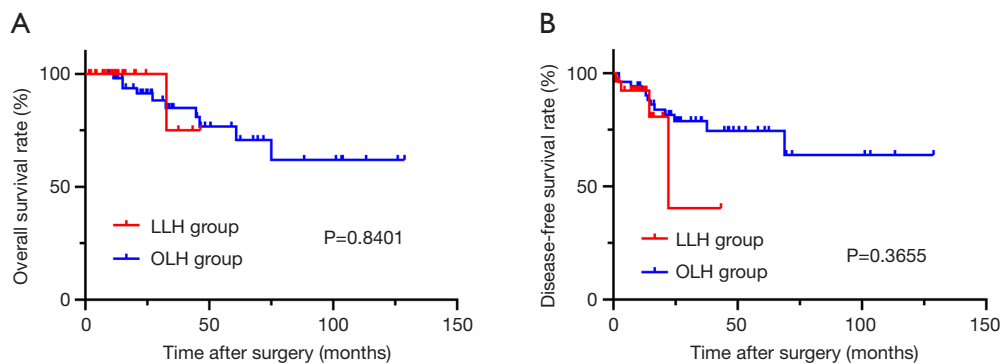 A
Overall survival rate (%)
100
50
0
LLH group
OLH group
P=0.8401
0 50 100 150
Time after surgery (months)
B
Disease-free survival rate (%)
100
50
0
LLH group
OLH group
P=0.3655
0 50 100 150
Time after surgery (months)